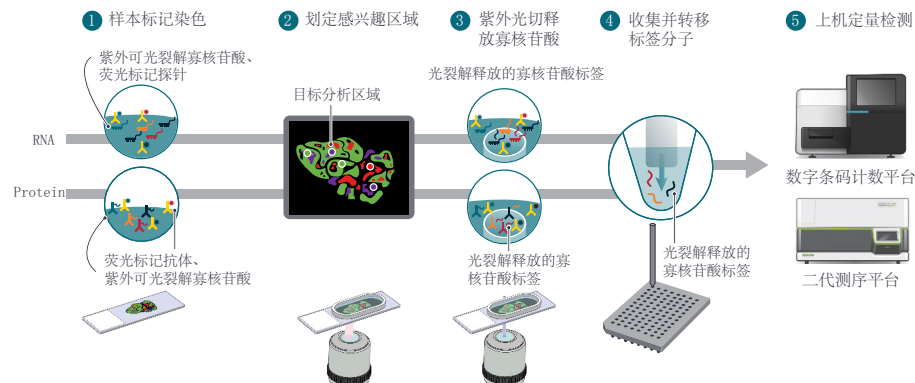 1 样本标记染色
2 划定感兴趣区域
3 紫外光切释
放寡核苷酸
4 收集并转移
标签分子
5 上机定量检测
紫外可光裂解寡核苷酸、
荧光标记探针
目标分析区域
光裂解释放的寡核苷酸标签
RNA
Protein
数字条码计数平台
荧光标记抗体、
紫外可光裂解寡核苷酸
光裂解释放的寡
核苷酸标签
光裂解释放的
寡核苷酸标签
二代测序平台